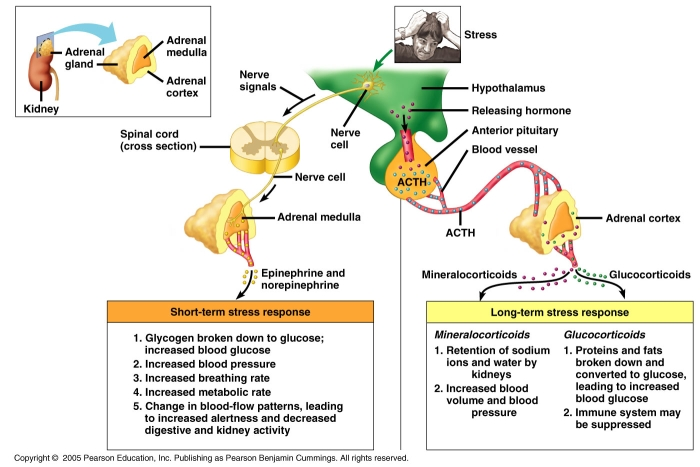 Adrenal
gland
Adrenal
medulla
Adrenal
cortex
Kidney
Stress
Nerve
signals
Hypothalamus
Releasing hormone
Anterior pituitary
Blood vessel
Nerve
cell
Spinal cord
(cross section)
Nerve cell
ACTH
Adrenal medulla
ACTH
Adrenal cortex
Epinephrine and
norepinephrine
Mineralocorticoids
Glucocorticoids
Short-term stress response
1. Glycogen broken down to glucose;
increased blood glucose
2. Increased blood pressure
3. Increased breathing rate
4. Increased metabolic rate
5. Change in blood-flow patterns, leading
to increased alertness and decreased
digestive and kidney activity
Long-term stress response
Mineralocorticoids
1. Retention of sodium
ions and water by
kidneys
2. Increased blood
volume and blood
pressure
Glucocorticoids
1. Proteins and fats
broken down and
converted to glucose,
leading to increased
blood glucose
2. Immune system may
be suppressed
Copyright © 2005 Pearson Education, Inc. Publishing as Pearson Benjamin Cummings. All rights reserved.